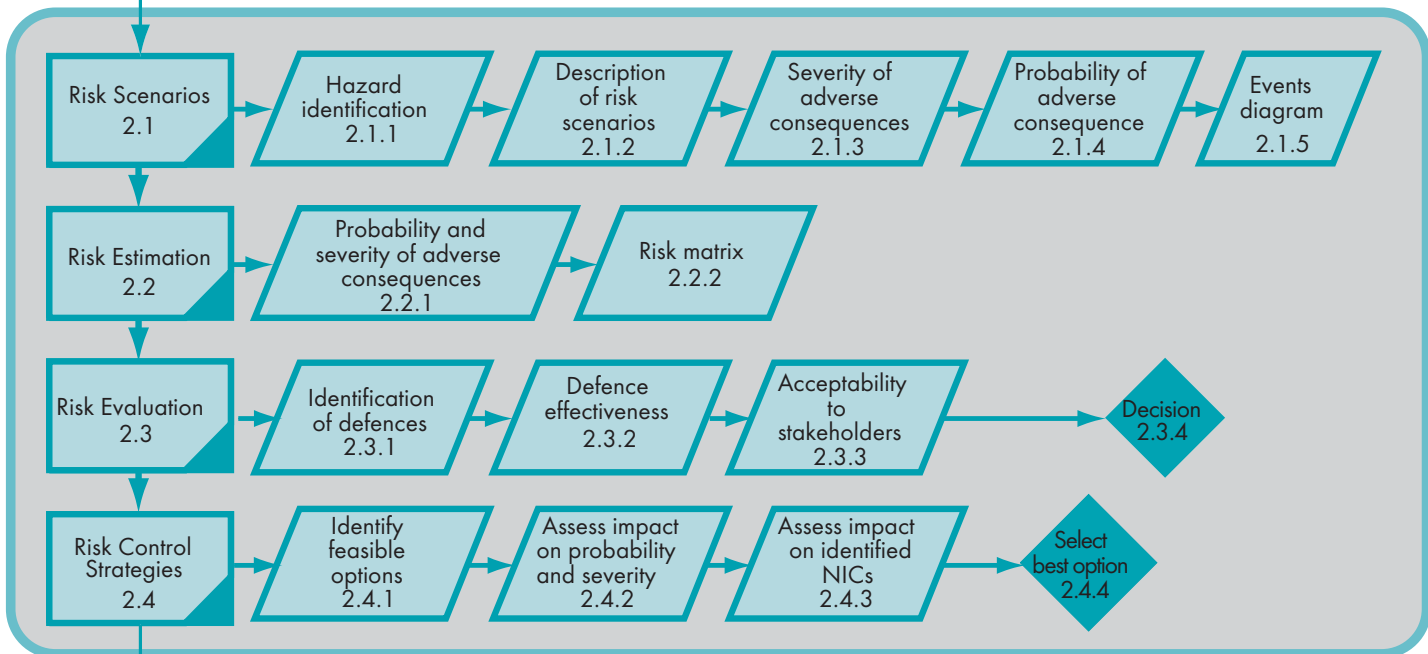 Risk Scenarios
2.1
Hazard
identification
2.1.1
Description
of risk
scenarios
2.1.2
Severity of
adverse
consequences
2.1.3
Probability of
adverse
consequence
2.1.4
Events
diagram
2.1.5
Risk Estimation
2.2
Probability and
severity of adverse
consequences
2.2.1
Risk matrix
2.2.2
Risk Evaluation
2.3
Identification
of defences
2.3.1
Defence
effectiveness
2.3.2
Acceptability
to
stakeholders
2.3.3
Decision
2.3.4
Risk Control
Strategies
2.4
Identify
feasible
options
2.4.1
Assess impact
on probability
and severity
2.4.2
Assess impact
on identified
NICs
2.4.3
Select
best option
2.4.4